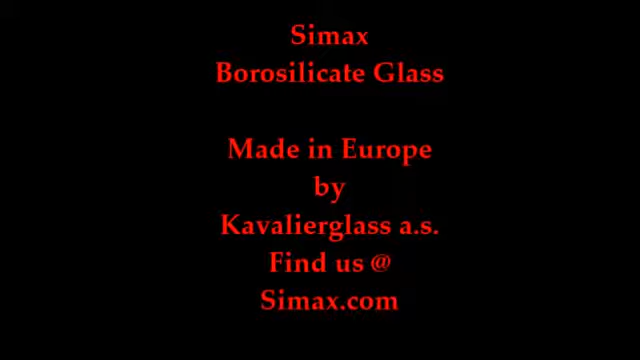 Simax
Borosilicate Glass
Made in Europe
by
Kavalierglass a.s.
Find us @
Simax.com